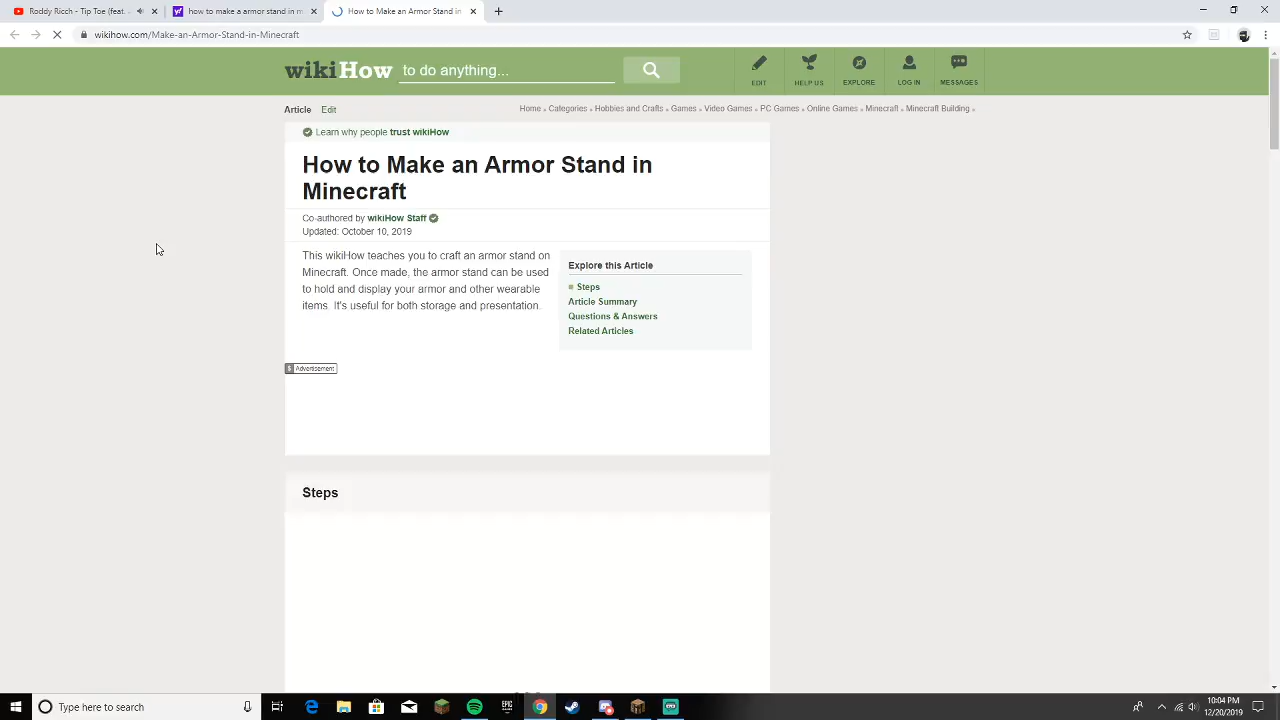 Roddy Ricch - Tip Toe (feat.
how to make a armor stand in m
How to Make an Armor Stand in
wikihow.com/Make-an-Armor-Stand-in-Minecraft
wikiHow to do anything...
EDIT
HELP US
EXPLORE
LOG IN
MESSAGES
Article Edit
Home » Categories » Hobbies and Crafts » Games » Video Games » PC Games » Online Games » Minecraft » Minecraft Building »
Learn why people trust wikiHow
How to Make an Armor Stand in
Minecraft
Co-authored by wikiHow Staff
Updated: October 10, 2019
This wikiHow teaches you to craft an armor stand on
Minecraft. Once made, the armor stand can be used
to hold and display your armor and other wearable
items. It's useful for both storage and presentation.
Explore this Article
Steps
Article Summary
Questions & Answers
Related Articles
$ Advertisement
Steps
Type here to search
EPIC
10:04 PM
12/20/2019